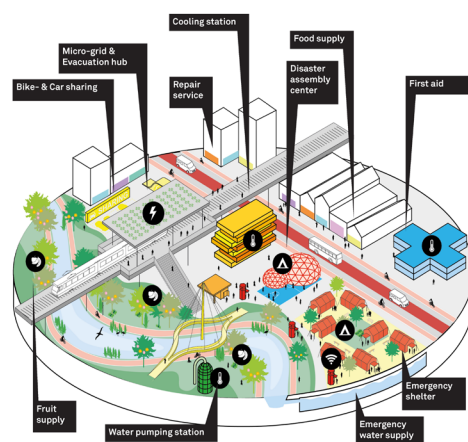 Cooling station
Micro-grid &
Evacuation hub
Food supply
Bike- & Car sharing
Repair
service
Disaster
assembly
center
First aid
Fruit
supply
Water pumping station
Emergency
water supply
Emergency
shelter